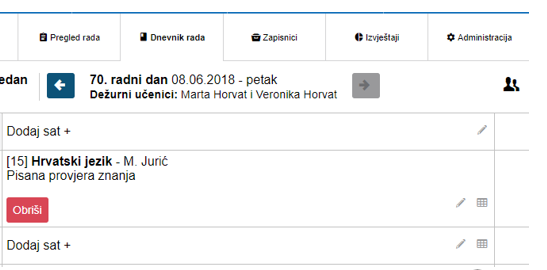 Pregled rada
Dnevnik rada
Zapisnici
Izvještaji
Administracija
edan
70. radni dan 08.06.2018 - petak
Dežurni učenici: Marta Horvat i Veronika Horvat
Dodaj sat +
[15] Hrvatski jezik - M. Jurić
Pisana provjera znanja
Obriši
Dodaj sat +